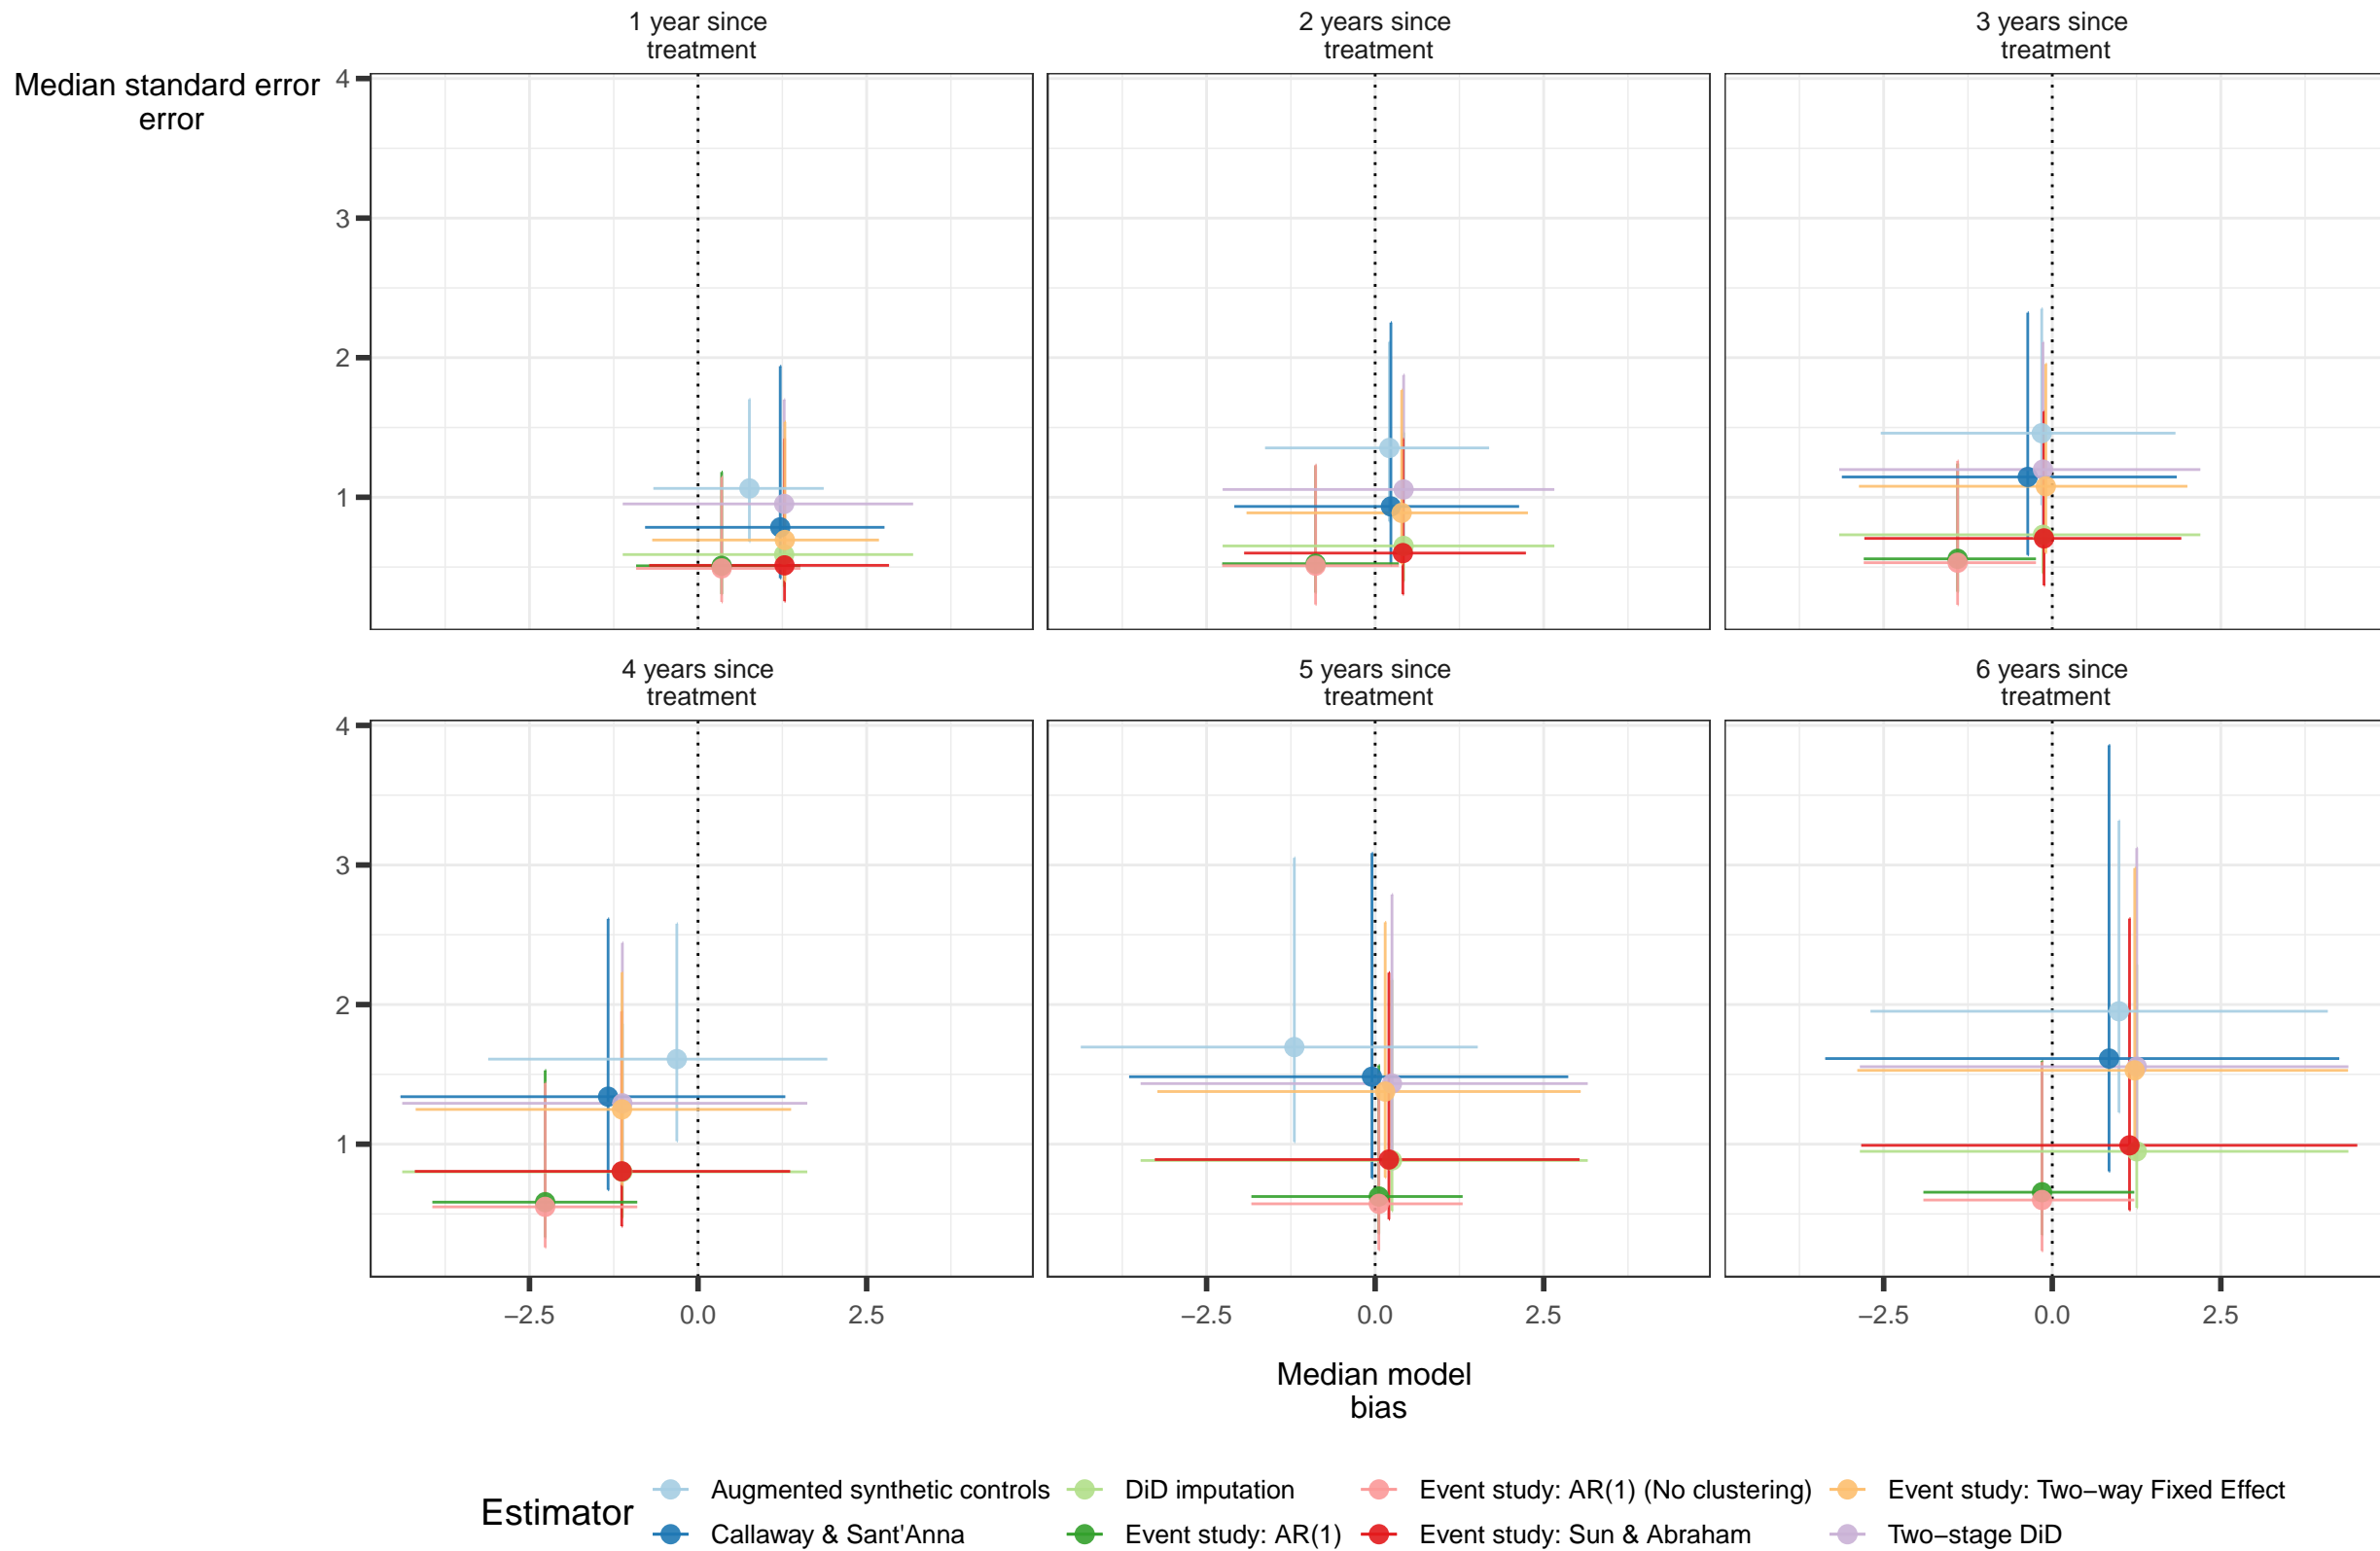 1 year since
treatment
2 years since
treatment
3 years since
treatment
Median standard error
error
4
3
2
1
4 years since
treatment
5 years since
treatment
6 years since
treatment
4
3
2
1
−2.5 0.0 2.5
−2.5 0.0 2.5
−2.5 0.0 2.5
Median model
bias
Estimator
Augmented synthetic controls
DiD imputation
Event study: AR(1) (No clustering)
Event study: Two−way Fixed Effect
Callaway & Sant'Anna
Event study: AR(1)
Event study: Sun & Abraham
Two−stage DiD